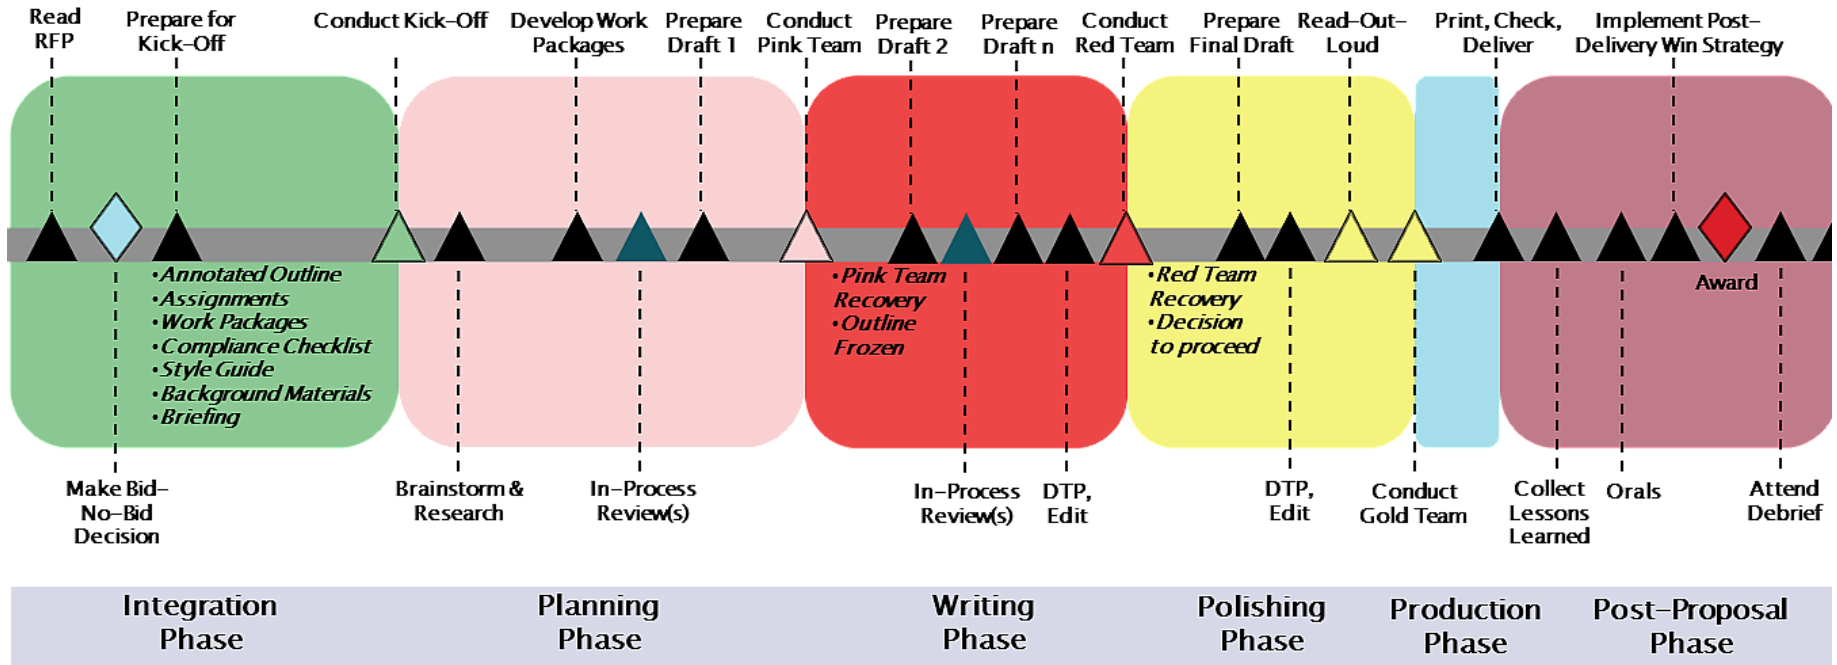 Read
RFP
Prepare for
Kick-Off
Conduct Kick-Off
Develop Work
Packages
Prepare
Draft 1
Conduct
Pink Team
Prepare
Draft 2
Prepare
Draft n
Conduct
Red Team
Prepare
Final Draft
Read-Out-
Loud
Print, Check,
Deliver
Implement Post-
Delivery Win Strategy
•Annotated Outline
•Assignments
•Work Packages
•Compliance Checklist
•Style Guide
•Background Materials
•Briefing
•Pink Team
Recovery
•Outline
Frozen
•Red Team
Recovery
•Decision
to proceed
Award
Make Bid-
No-Bid
Decision
Brainstorm &
Research
In-Process
Review(s)
In-Process
Review(s)
DTP,
Edit
DTP,
Edit
Conduct
Gold Team
Collect
Lessons
Learned
Orals
Attend
Debrief
Integration
Phase
Planning
Phase
Writing
Phase
Polishing
Phase
Production
Phase
Post-Proposal
Phase